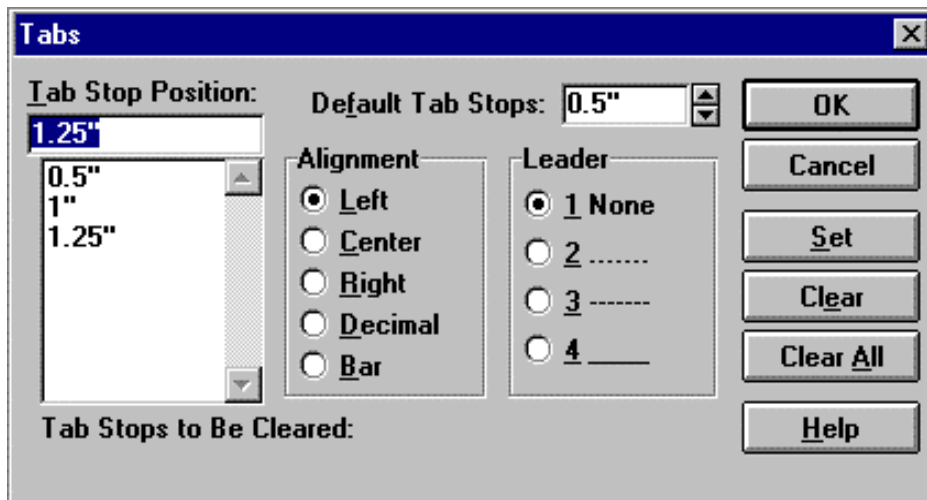 Tabs
Tab Stop Position:
1.25"
0.5"
1"
1.25"
Default Tab Stops: 0.5"
Alignment
Left
Center
Right
Decimal
Bar
Leader
1 None
2 .......
3 -------
4 ____
OK
Cancel
Set
Clear
Clear All
Help
Tab Stops to Be Cleared: